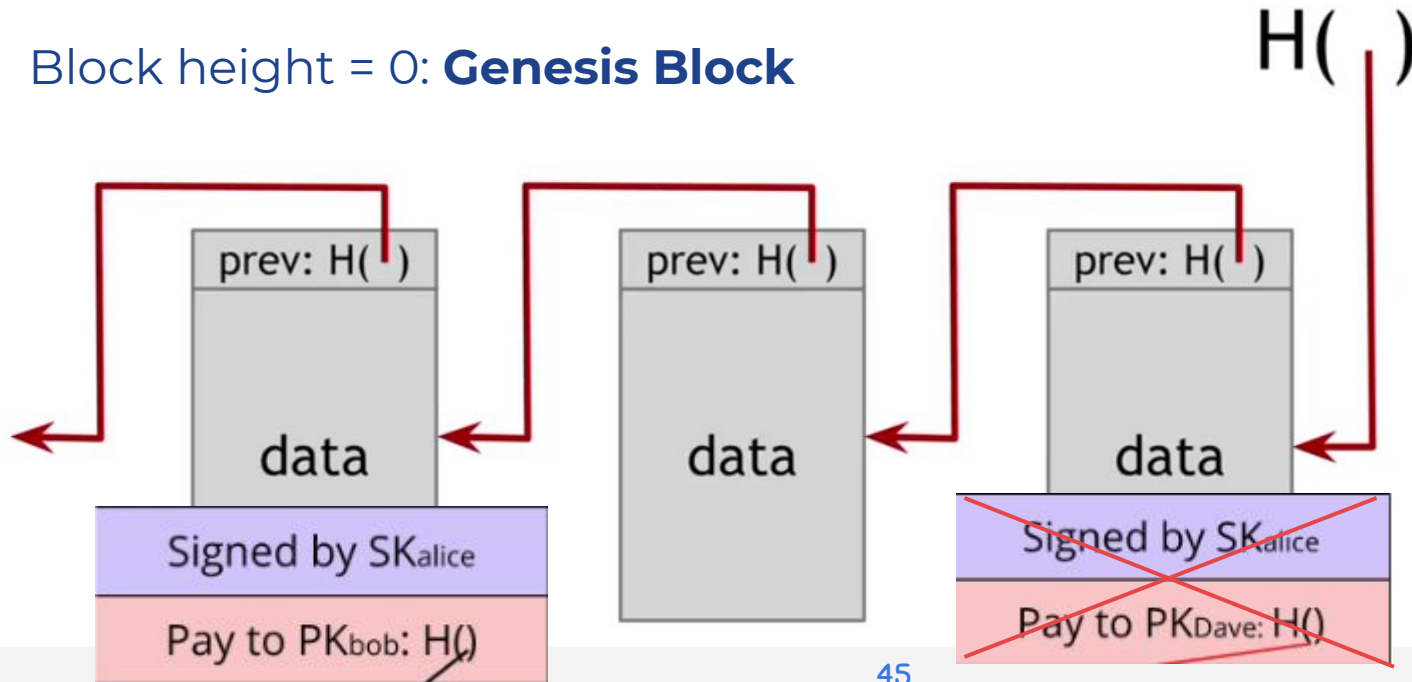 Block height = 0: Genesis Block
H( )
prev: H( )
prev: H( )
prev: H( )
data
data
data
Signed by SKalice
Pay to PKbob: H()
Signed by SKalice
Pay to PKDave: H()
45